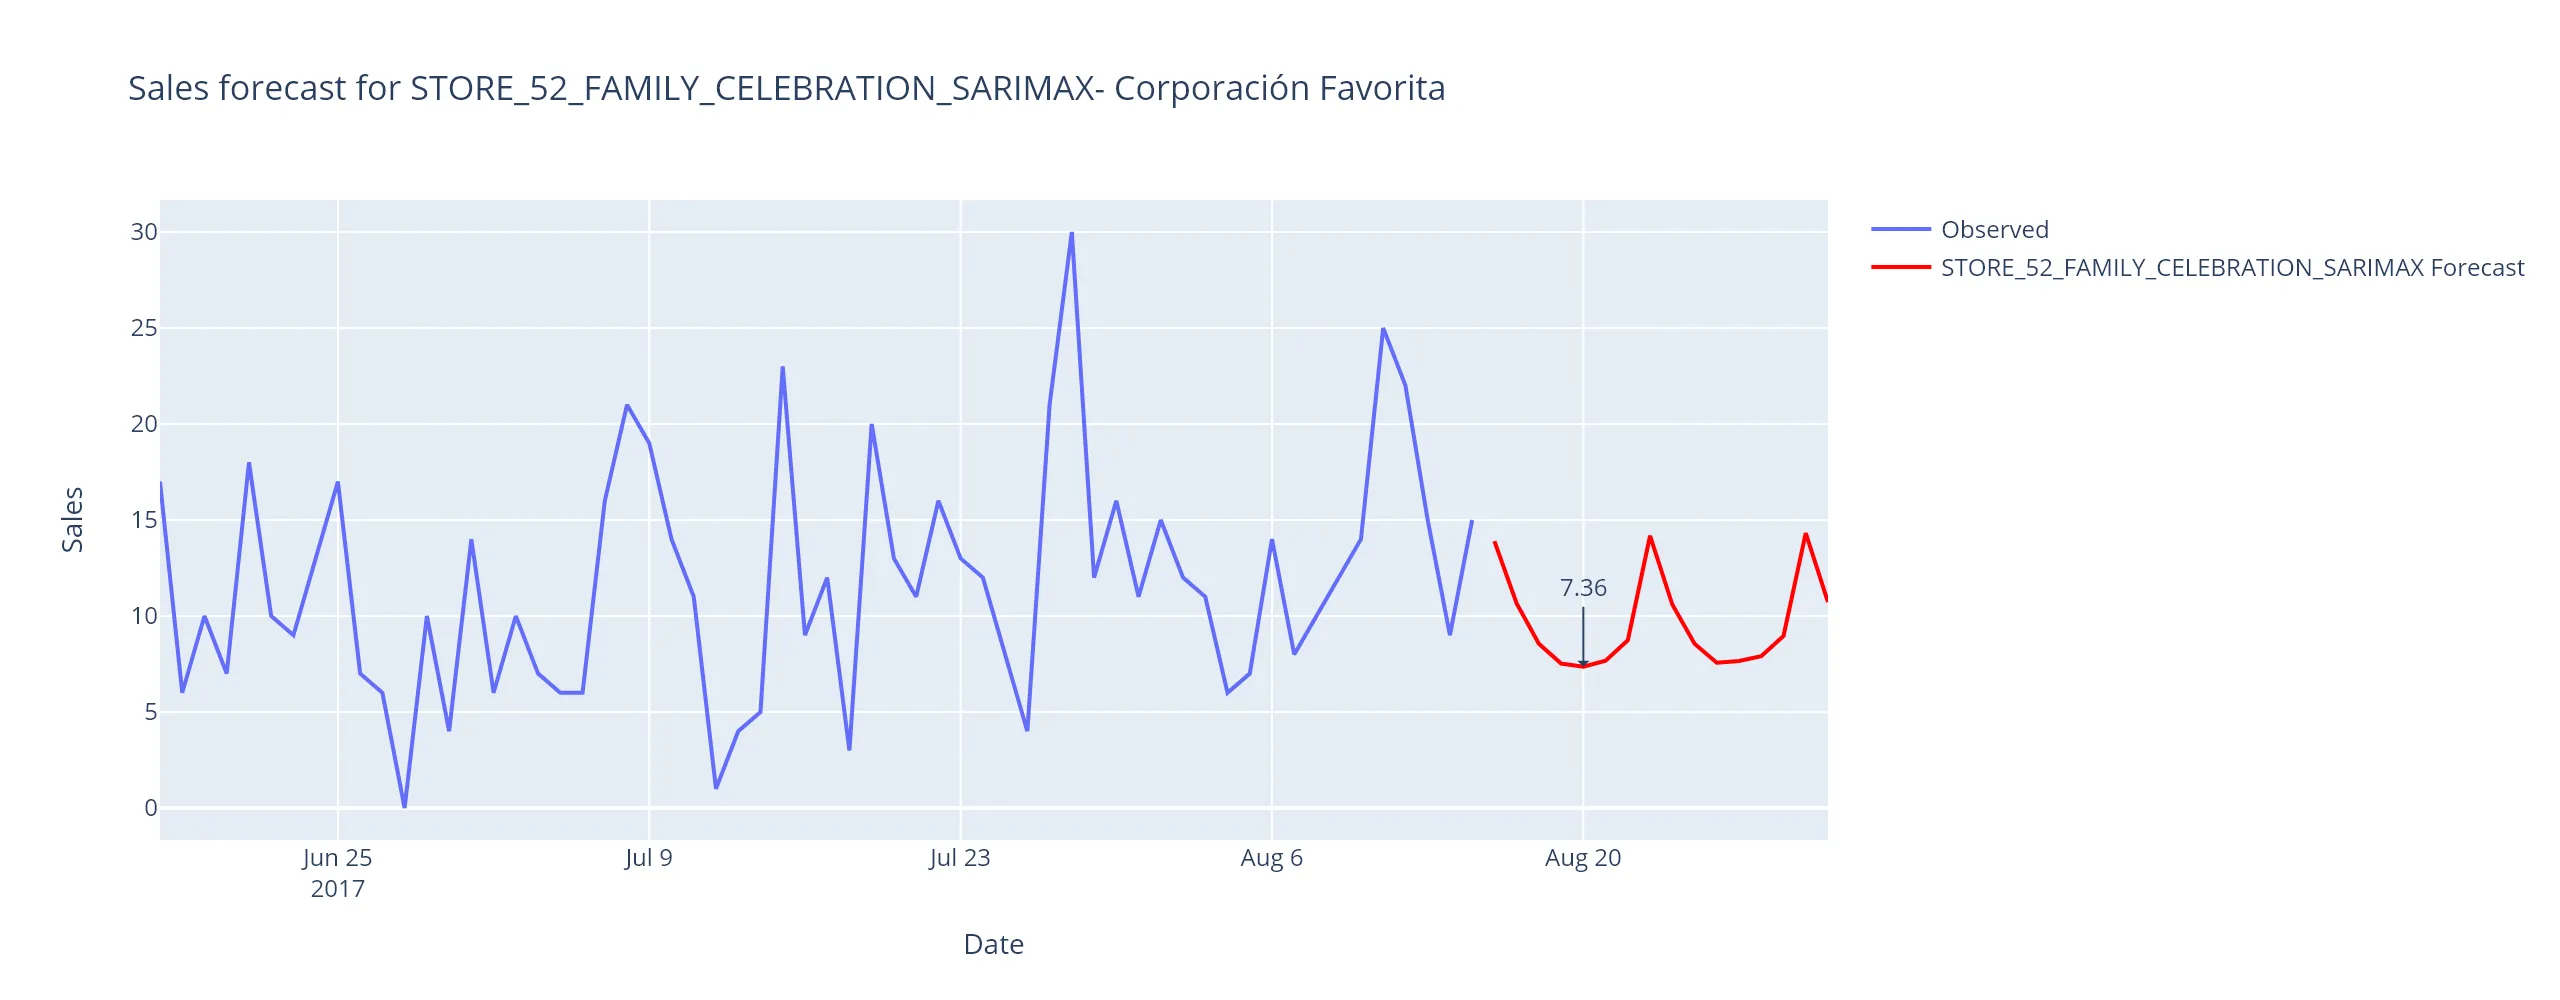 Sales forecast for STORE_52_FAMILY_CELEBRATION_SARIMAX- Corporación Favorita
Observed
STORE_52_FAMILY_CELEBRATION_SARIMAX Forecast
30
25
20
15
10
5
0
Sales
7.36
Jun 25
2017
Jul 9
Jul 23
Aug 6
Aug 20
Date